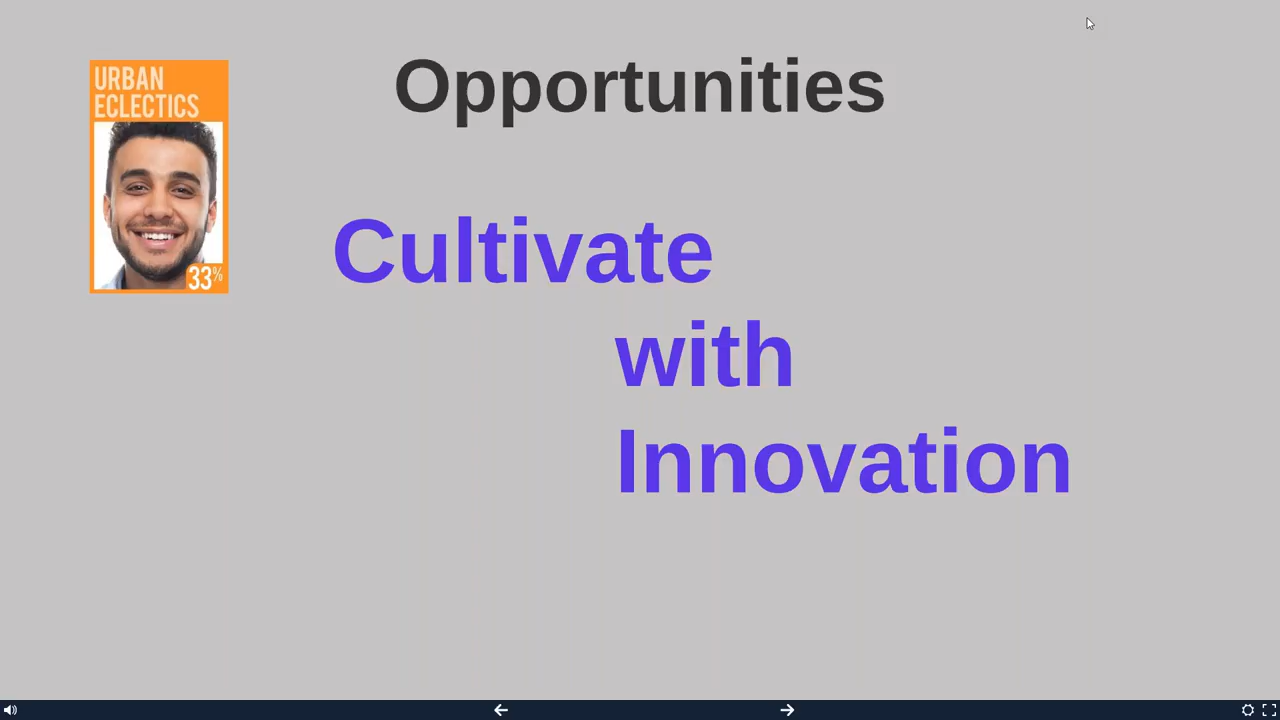 Opportunities
URBAN
ECLECTICS
33%
Cultivate
with
Innovation